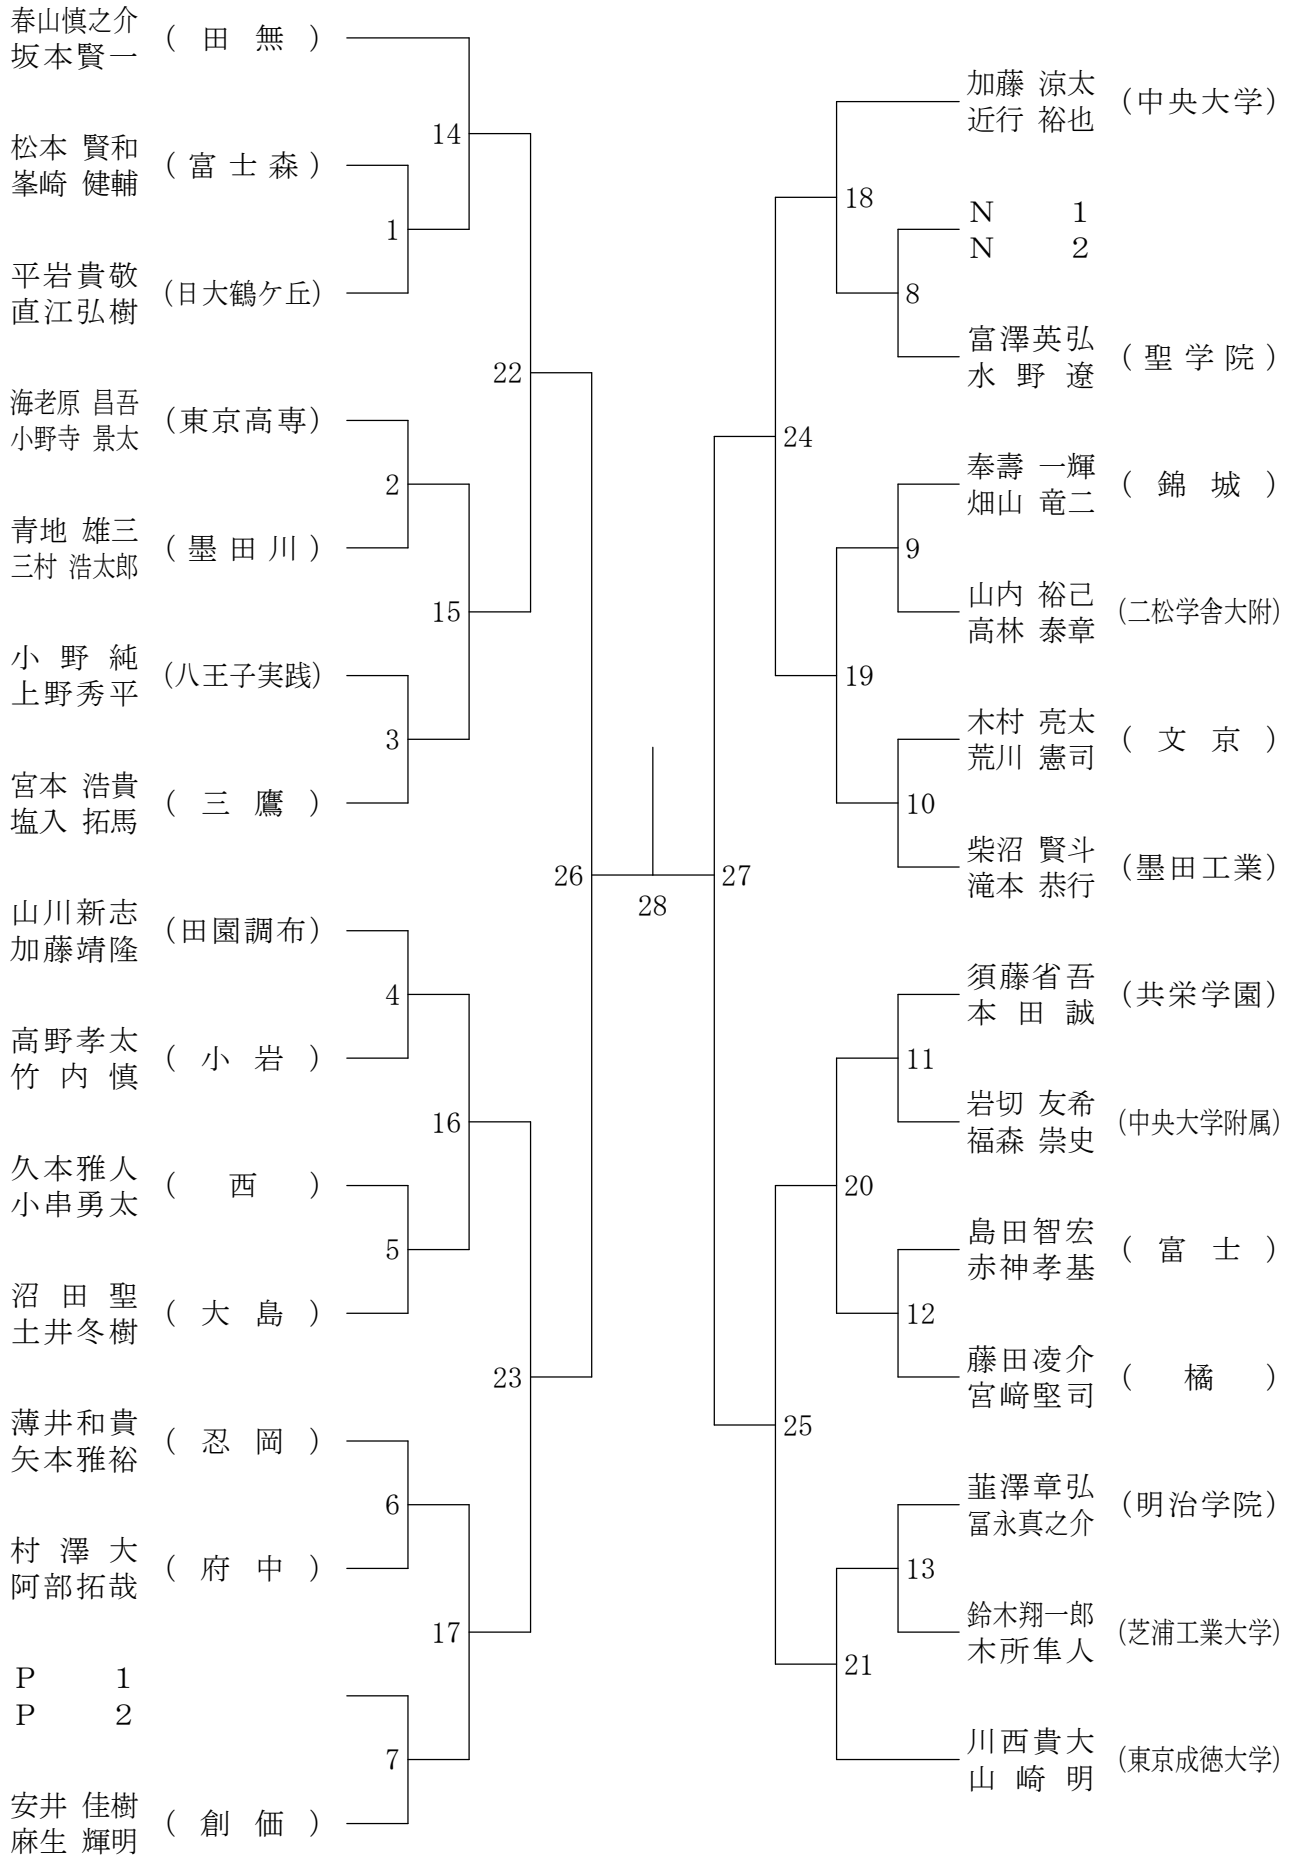 春山慎之介
坂本賢一
( 田 無 )
松本 賢和
峯崎 健輔
( 富 士 森 )
平岩貴敬
直江弘樹
(日大鶴ケ丘)
海老原 昌吾
小野寺 景太
(東京高専)
青地 雄三
三村 浩太郎
( 墨 田 川 )
小 野 純
上野秀平
(八王子実践)
宮本 浩貴
塩入 拓馬
( 三 鷹 )
山川新志
加藤靖隆
(田園調布)
高野孝太
竹 内 慎
( 小 岩 )
久本雅人
小串勇太
( 西 )
沼 田 聖
土井冬樹
( 大 島 )
薄井和貴
矢本雅裕
( 忍 岡 )
村 澤 大
阿部拓哉
( 府 中 )
P 1
P 2
安井 佳樹
麻生 輝明
( 創 価 )
14
1
22
2
15
3
26
4
16
5
23
6
17
7
28
27
18
8
24
9
19
10
11
20
12
25
13
21
加藤 涼太
近行 裕也
(中央大学)
N 1
N 2
富澤英弘
水 野 遼
( 聖 学 院 )
奉壽 一輝
畑山 竜二
( 錦 城 )
山内 裕己
高林 泰章
(二松学舎大附)
木村 亮太
荒川 憲司
( 文 京 )
柴沼 賢斗
滝本 恭行
(墨田工業)
須藤省吾
本 田 誠
(共栄学園)
岩切 友希
福森 崇史
(中央大学附属)
島田智宏
赤神孝基
( 富 士 )
藤田凌介
宮﨑堅司
( 橘 )
韮澤章弘
冨永真之介
(明治学院)
鈴木翔一郎
木所隼人
(芝浦工業大学)
川西貴大
山 崎 明
(東京成徳大学)